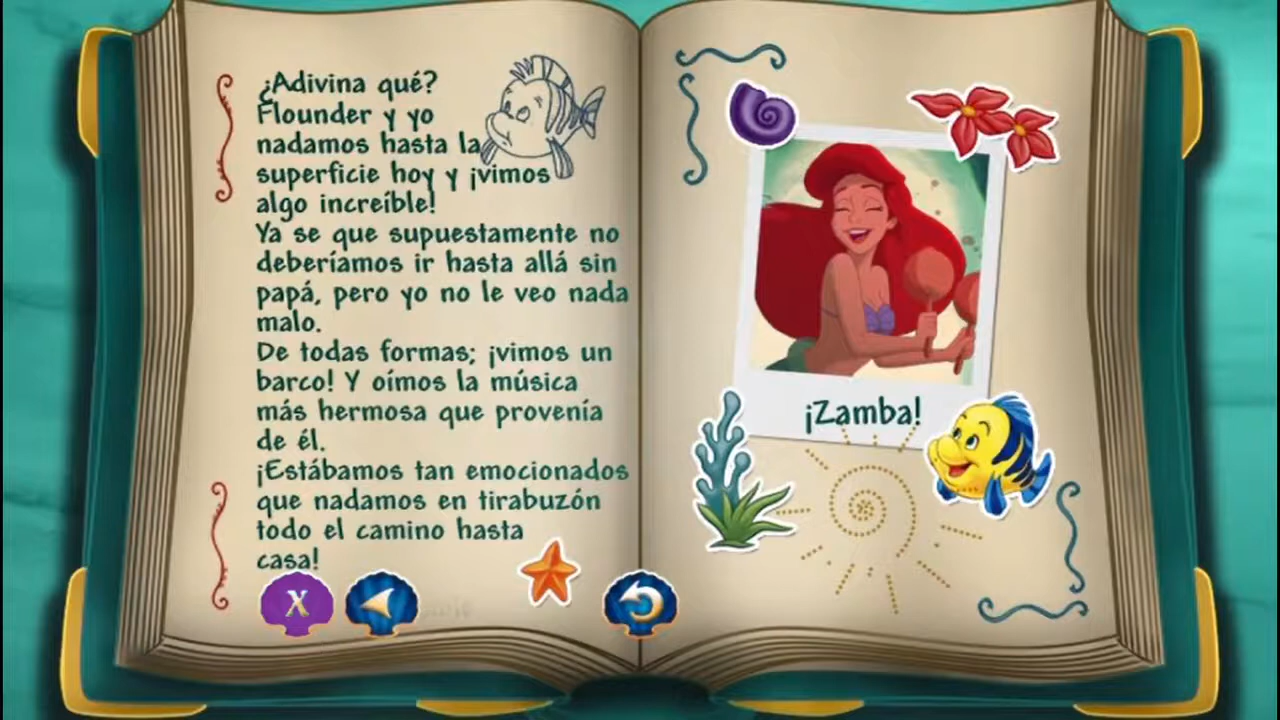 ¿Adivina qué?
Flounder y yo
nadamos hasta la
superficie hoy y ¡vimos
algo increíble!
Ya se que supuestamente no
deberíamos ir hasta allá sin
papá, pero yo no le veo nada
malo.
De todas formas; ¡vimos un
barco! Y oímos la música
más hermosa que provenía
de él.
¡Estábamos tan emocionados
que nadamos en tirabuzón
todo el camino hasta
casa!
X
¡Zamba!